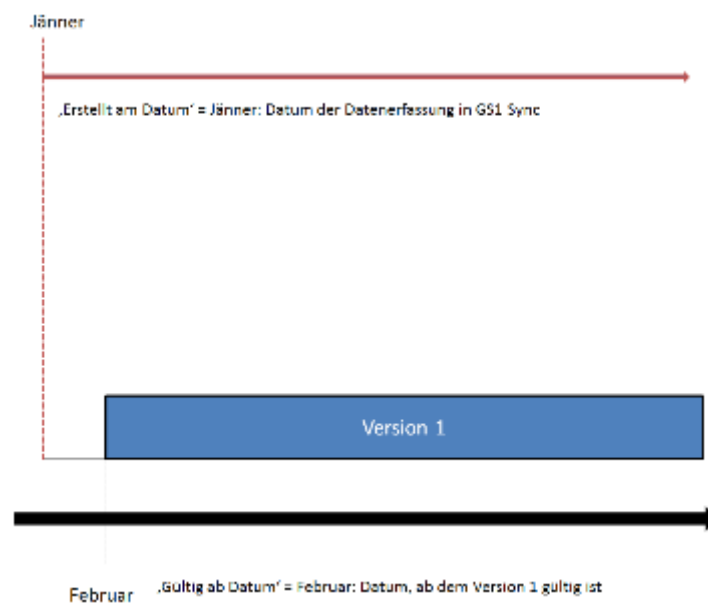 Jänner
‚Erstellt am Datum' = Jänner: Datum der Datenerfassung in GS1 Sync
Version 1
Februar
‚Gültig ab Datum' = Februar: Datum, ab dem Version 1 gültig ist